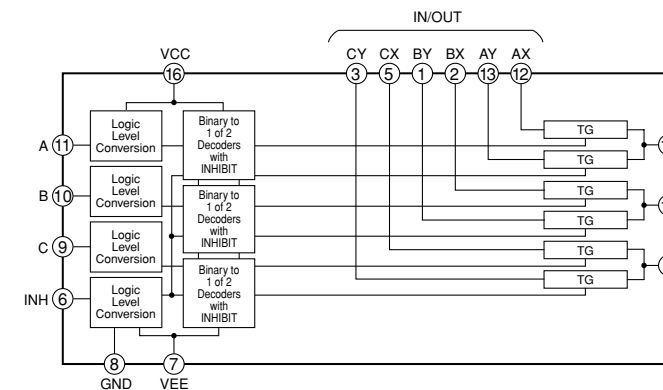 IN/OUT
VCC CY CX BY BX AY AX
16 3 5 1 2 13 12
Logic
Level
Conversion
Binary to
1 of 2
Decoders
with
INHIBIT
A 11
TG
TG
Logic
Level
Conversion
B 10
Binary to
1 of 2
Decoders
with
INHIBIT
TG
TG
Logic
Level
Conversion
C 9
TG
Binary to
1 of 2
Decoders
with
INHIBIT
TG
Logic
Level
Conversion
INH 6
8 7
GND VEE